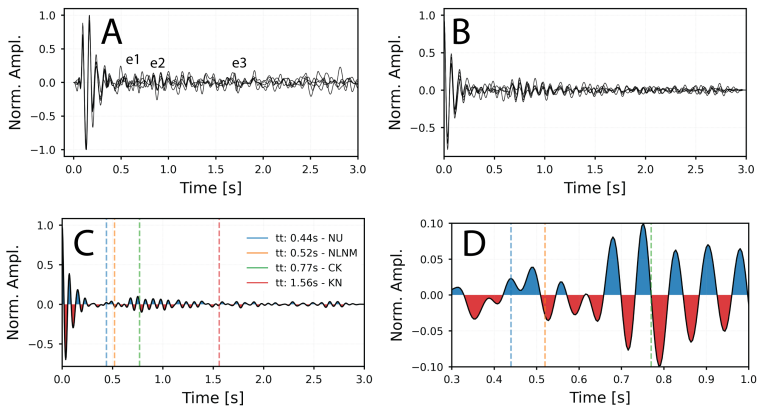 A
e1
e2
e3
Norm. Ampl.
1.0
0.5
0.0
−0.5
−1.0
0.0
0.5
1.0
1.5
2.0
2.5
3.0
Time [s]
B
Norm. Ampl.
1.0
0.5
0.0
−0.5
0.0
0.5
1.0
1.5
2.0
2.5
3.0
Time [s]
C
tt: 0.44s - NU
tt: 0.52s - NLNM
tt: 0.77s - CK
tt: 1.56s - KN
Norm. Ampl.
1.0
0.5
0.0
−0.5
0.0
0.5
1.0
1.5
2.0
2.5
3.0
Time [s]
D
Norm. Ampl.
0.10
0.05
0.00
−0.05
−0.10
0.3
0.4
0.5
0.6
0.7
0.8
0.9
1.0
Time [s]